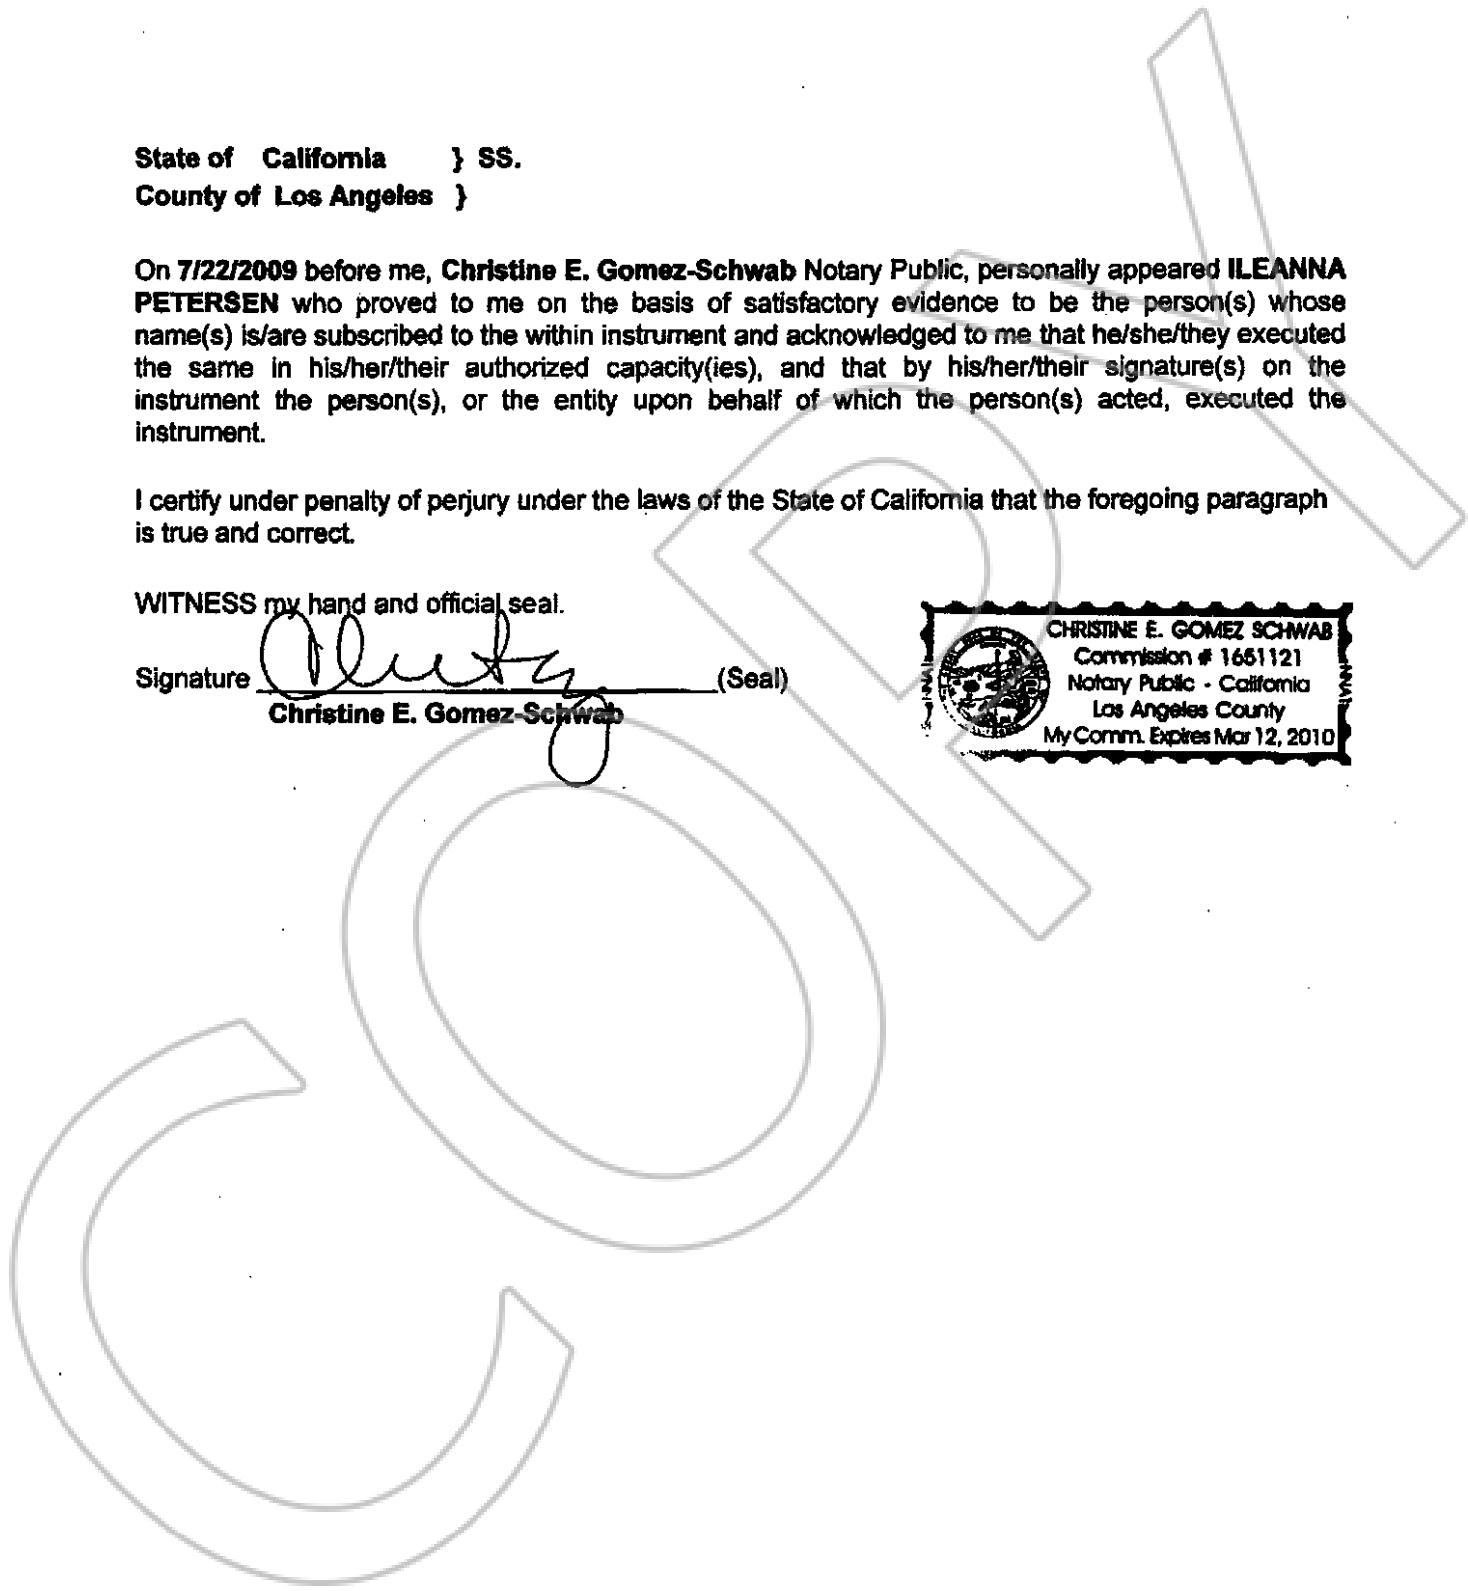 State of California } SS.
County of Los Angeles }
On 7/22/2009 before me, Christine E. Gomez-Schwab Notary Public, personally appeared ILEANNA
PETERSEN who proved to me on the basis of satisfactory evidence to be the person(s) whose
name(s) is/are subscribed to the within instrument and acknowledged to me that he/she/they executed
the same in his/her/their authorized capacity(ies), and that by his/her/their signature(s) on the
instrument the person(s), or the entity upon behalf of which the person(s) acted, executed the
instrument.
I certify under penalty of perjury under the laws of the State of California that the foregoing paragraph
is true and correct.
WITNESS my hand and official seal.
Signature (Seal)
Christine E. Gomez-Schwab
CHRISTINE E. GOMEZ SCHWAB
Commission # 1651121
Notary Public - California
Los Angeles County
My Comm. Expires Mar 12, 2010
COPY